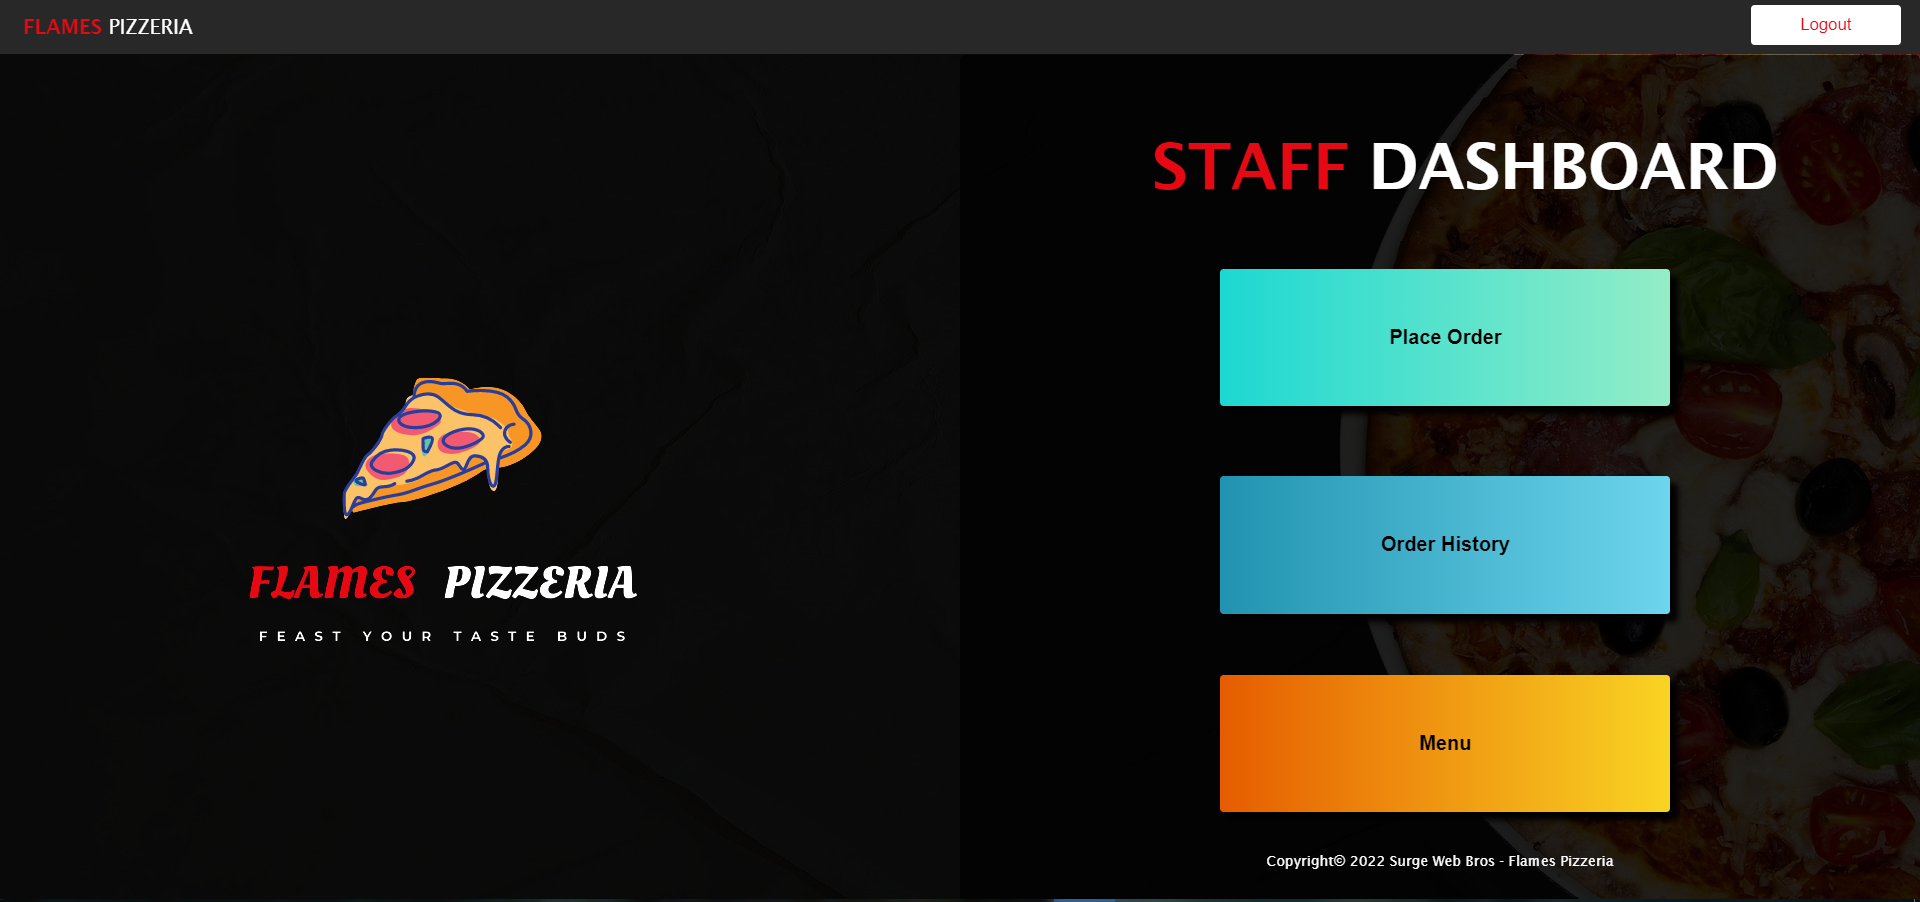 FLAMES PIZZERIA
Logout
STAFF DASHBOARD
Place Order
Order History
Menu
FLAMES PIZZERIA
FEAST YOUR TASTE BUDS
Copyright© 2022 Surge Web Bros - Flames Pizzeria